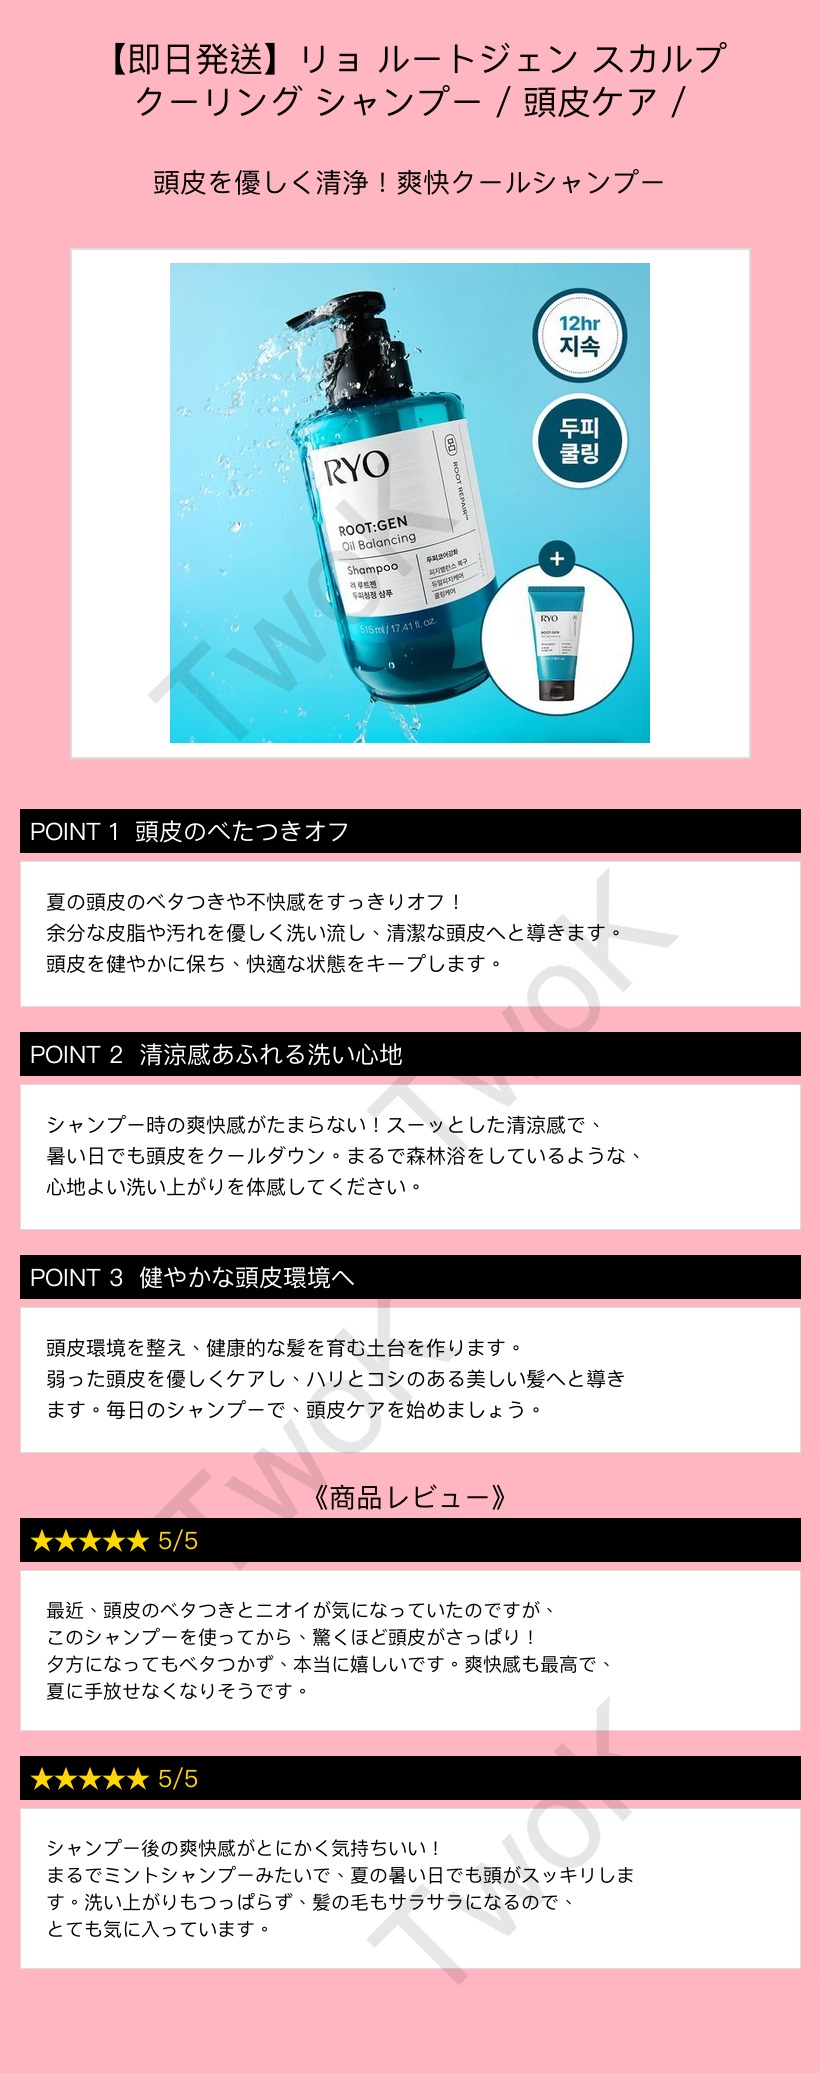 【即日発送】リョ ルートジェン スカルプ
クーリング シャンプー / 頭皮ケア /
頭皮を優しく清浄！爽快クールシャンプー
12hr
지속
두피
쿨링
RYO
ROOT REPAIR™
ROOT:GEN
Oil Balancing
Shampoo
려 루트젠
두피청정 샴푸
두피코어강화
피지밸런스 복구
듀얼피지케어
쿨링케어
515ml / 17.41 fl. oz.
+
RYO
ROOT:GEN
TwoK
POINT 1 頭皮のべたつきオフ
夏の頭皮のベタつきや不快感をすっきりオフ！
余分な皮脂や汚れを優しく洗い流し、清潔な頭皮へと導きます。
頭皮を健やかに保ち、快適な状態をキープします。
TwoK
POINT 2 清涼感あふれる洗い心地
シャンプー時の爽快感がたまらない！スーッとした清涼感で、
暑い日でも頭皮をクールダウン。まるで森林浴をしているような、
心地よい洗い上がりを体感してください。
POINT 3 健やかな頭皮環境へ
頭皮環境を整え、健康的な髪を育む土台を作ります。
弱った頭皮を優しくケアし、ハリとコシのある美しい髪へと導き
ます。毎日のシャンプーで、頭皮ケアを始めましょう。
TwoK
《商品レビュー》
★★★★★ 5/5
最近、頭皮のベタつきとニオイが気になっていたのですが、
このシャンプーを使ってから、驚くほど頭皮がさっぱり！
夕方になってもベタつかず、本当に嬉しいです。爽快感も最高で、
夏に手放せなくなりそうです。
★★★★★ 5/5
シャンプー後の爽快感がとにかく気持ちいい！
まるでミントシャンプーみたいで、夏の暑い日でも頭がスッキリしま
す。洗い上がりもつっぱらず、髪の毛もサラサラになるので、
とても気に入っています。
TwoK